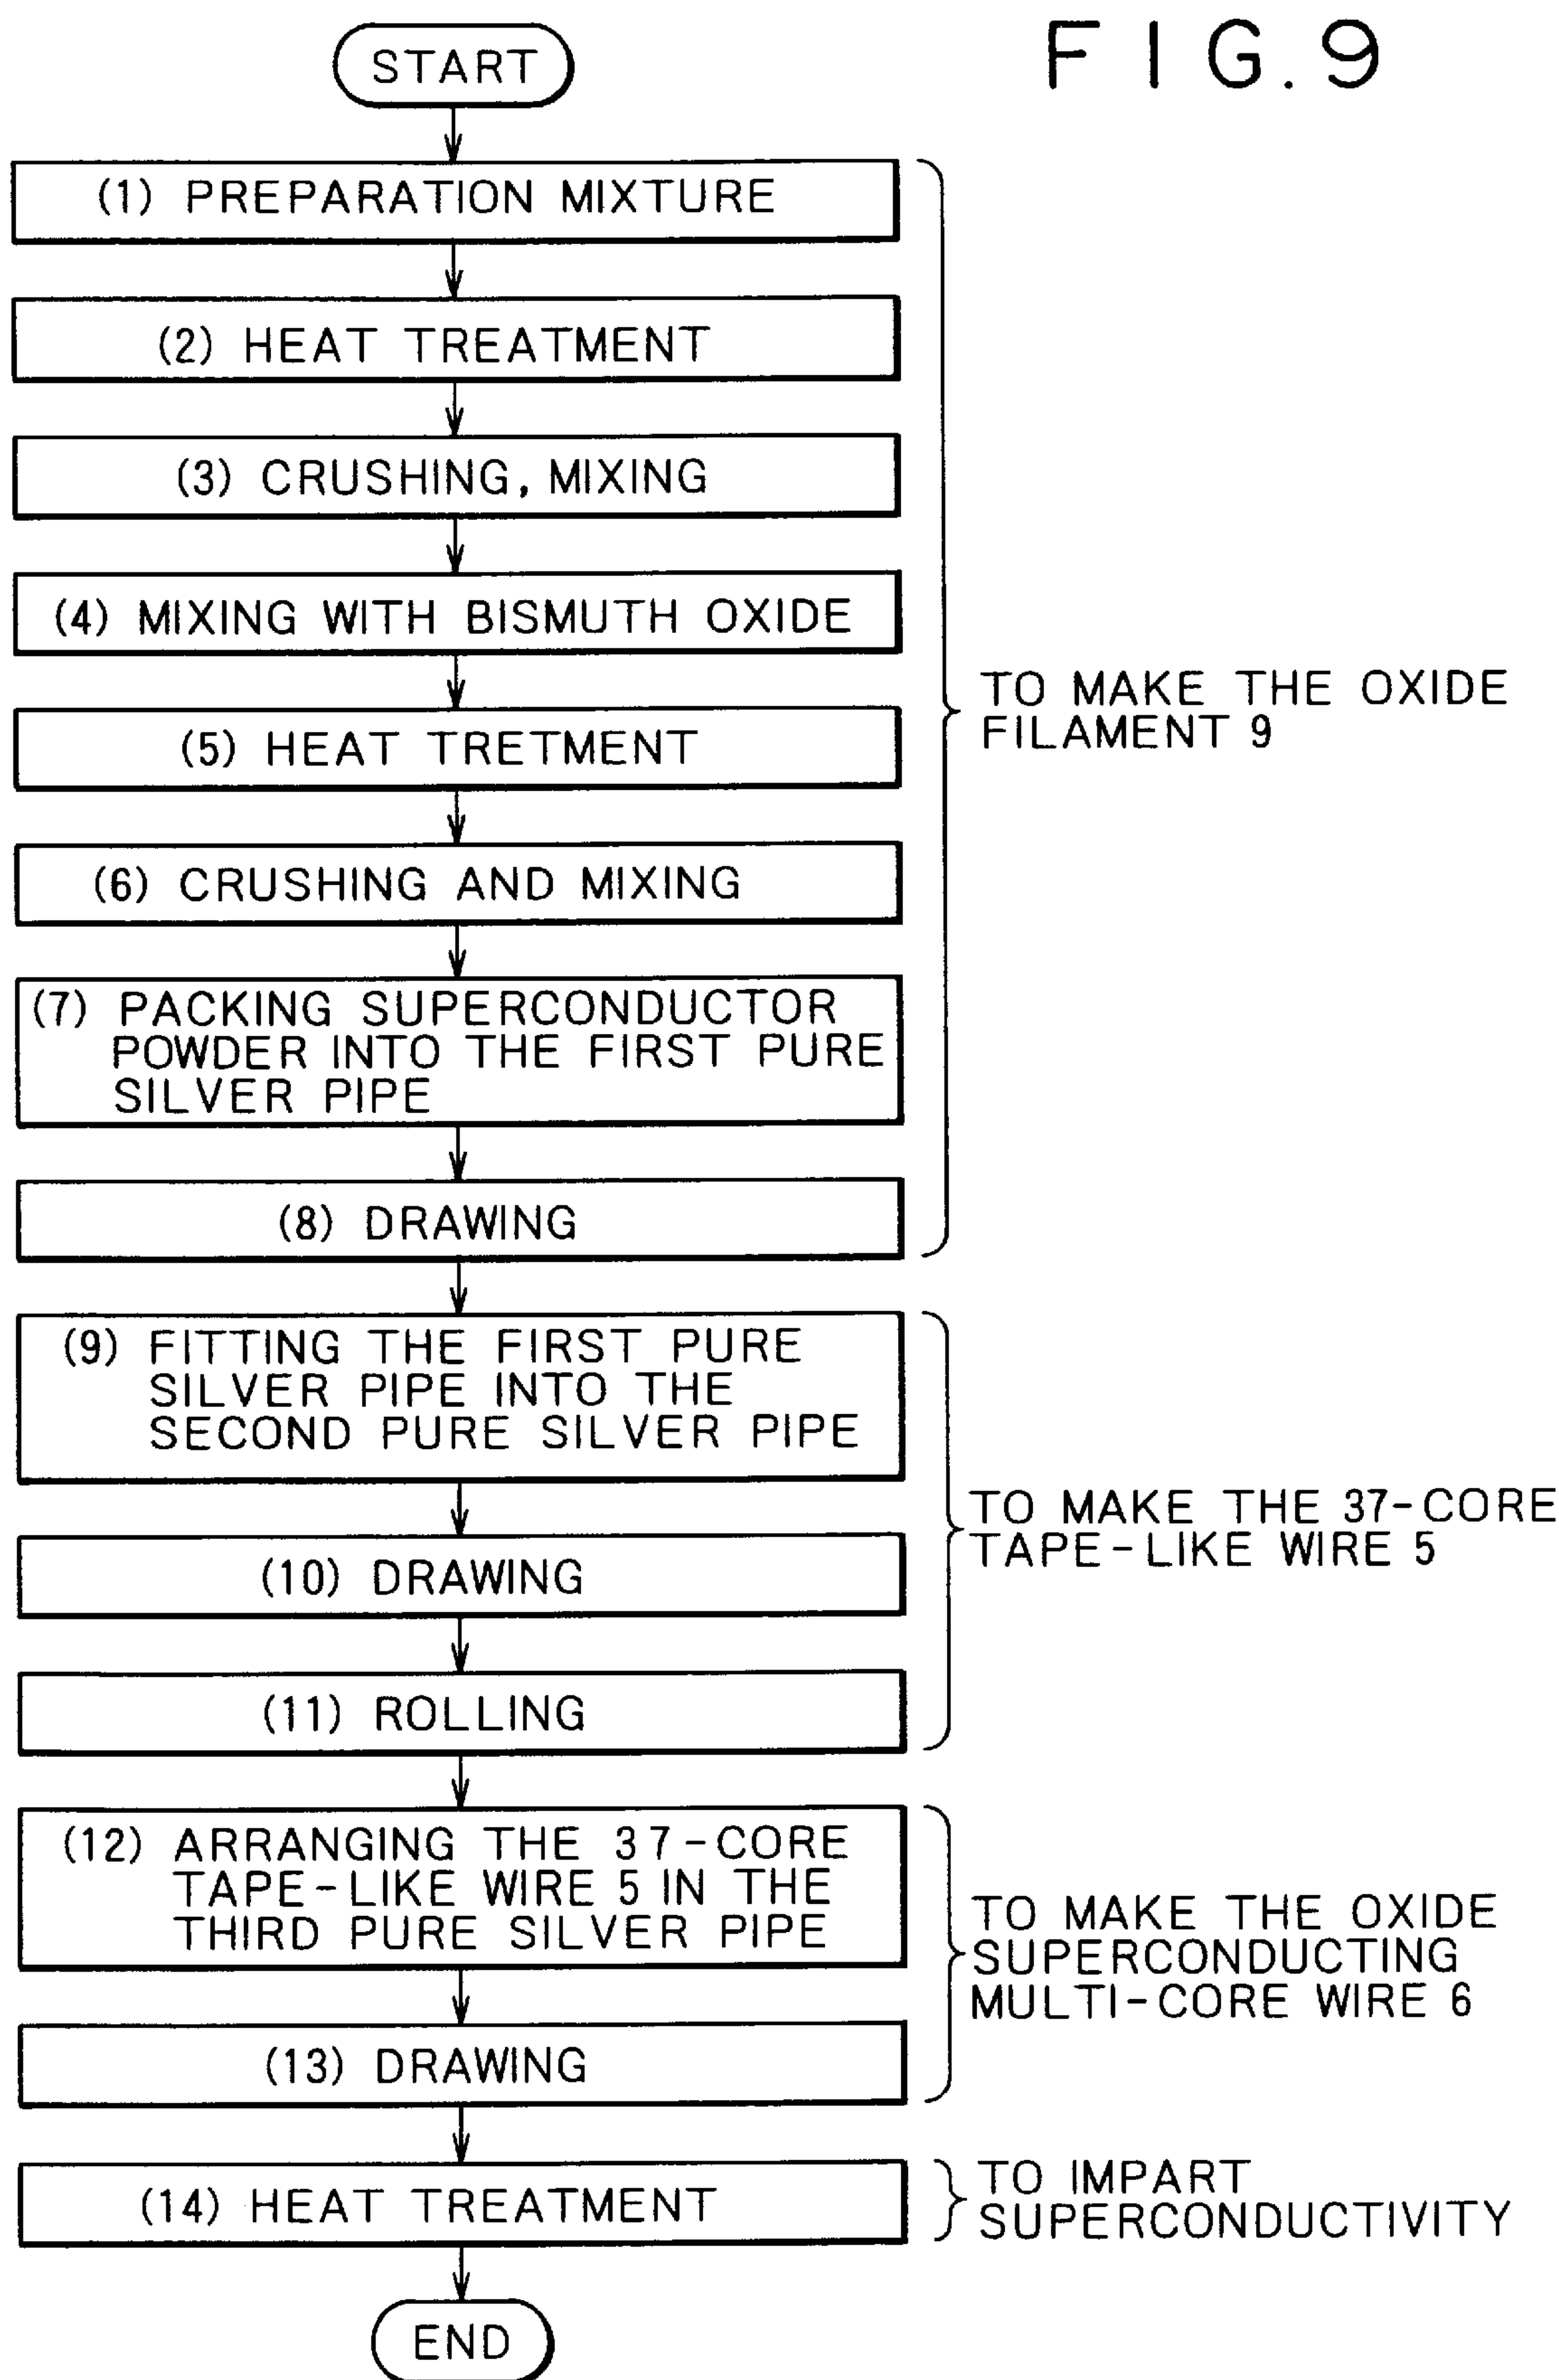 FIG.9
START
(1) PREPARATION MIXTURE
(2) HEAT TREATMENT
(3) CRUSHING, MIXING
(4) MIXING WITH BISMUTH OXIDE
(5) HEAT TRETMENT
(6) CRUSHING AND MIXING
(7) PACKING SUPERCONDUCTOR
POWDER INTO THE FIRST PURE
SILVER PIPE
(8) DRAWING
TO MAKE THE OXIDE
FILAMENT 9
(9) FITTING THE FIRST PURE
SILVER PIPE INTO THE
SECOND PURE SILVER PIPE
(10) DRAWING
(11) ROLLING
TO MAKE THE 37-CORE
TAPE-LIKE WIRE 5
(12) ARRANGING THE 37-CORE
TAPE-LIKE WIRE 5 IN THE
THIRD PURE SILVER PIPE
(13) DRAWING
TO MAKE THE OXIDE
SUPERCONDUCTING
MULTI-CORE WIRE 6
(14) HEAT TREATMENT
TO IMPART
SUPERCONDUCTIVITY
END